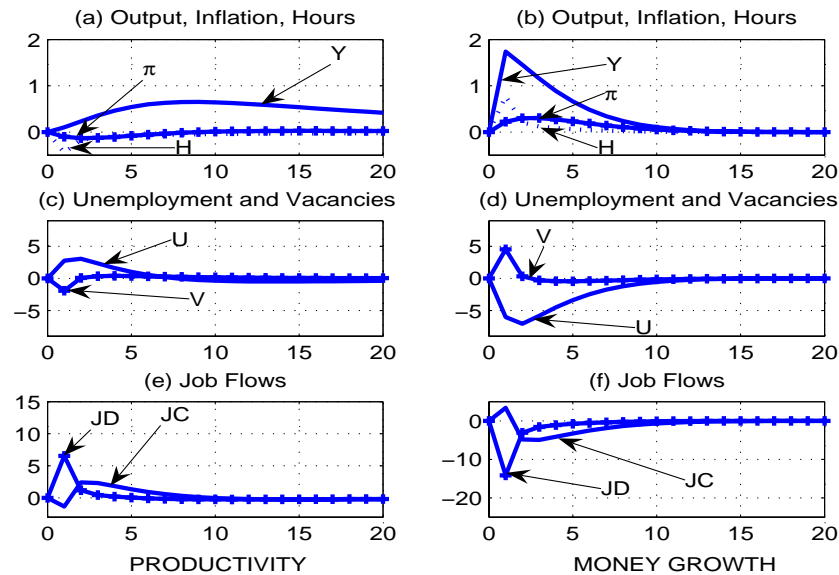 (a) Output, Inflation, Hours
2
1
0
π
Y
H
0 5 10 15 20
(b) Output, Inflation, Hours
2
1
0
Y
π
H
0 5 10 15 20
(c) Unemployment and Vacancies
5
0
−5
U
V
0 5 10 15 20
(d) Unemployment and Vacancies
5
0
−5
V
U
0 5 10 15 20
(e) Job Flows
15
10
5
0
JD
JC
0 5 10 15 20
PRODUCTIVITY
(f) Job Flows
0
−10
−20
JC
JD
0 5 10 15 20
MONEY GROWTH